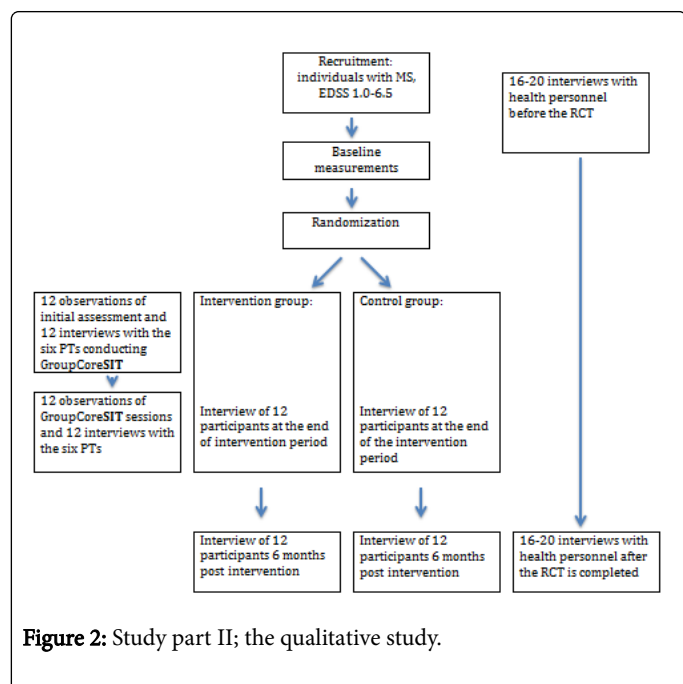 Recruitment:
individuals with MS,
EDSS 1.0-6.5
16-20 interviews with
health personnel
before the RCT
Baseline
measurements
Randomization
12 observations of
initial assessment and
12 interviews with the
six PTs conducting
GroupCoreSIT
Intervention group:
Interview of 12
participants at the end
of intervention period
Control group:
Interview of 12
participants at the end
of the intervention
period
12 observations of
GroupCoreSIT sessions
and 12 interviews with
the six PTs
Interview of 12
participants 6 months
post intervention
Interview of 12
participants 6 months
post intervention
16-20 interviews with
health personnel after
the RCT is completed
Figure 2: Study part II; the qualitative study.